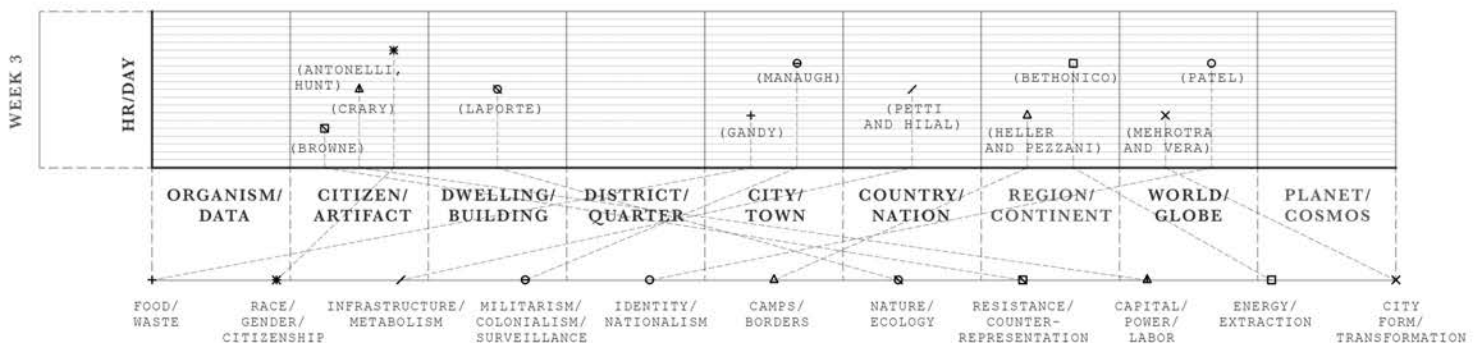 WEEK 3
HR/DAY
(ANTONELLI,
HUNT)
(CRARY)
(BROWNE)
(LAPORTE)
(MANAUGH)
(GANDY)
(PETTI
AND HILAL)
(BETHONICO)
(HELLER
AND PEZZANI)
(PATEL)
(MEHROTRA
AND VERA)
ORGANISM/
DATA
CITIZEN/
ARTIFACT
DWELLING/
BUILDING
DISTRICT/
QUARTER
CITY/
TOWN
COUNTRY/
NATION
REGION/
CONTINENT
WORLD/
GLOBE
PLANET/
COSMOS
FOOD/
WASTE
RACE/
GENDER/
CITIZENSHIP
INFRASTRUCTURE/
METABOLISM
MILITARISM/
COLONIALISM/
SURVEILLANCE
IDENTITY/
NATIONALISM
CAMPS/
BORDERS
NATURE/
ECOLOGY
RESISTANCE/
COUNTER-
REPRESENTATION
CAPITAL/
POWER/
LABOR
ENERGY/
EXTRACTION
CITY
FORM/
TRANSFORMATION